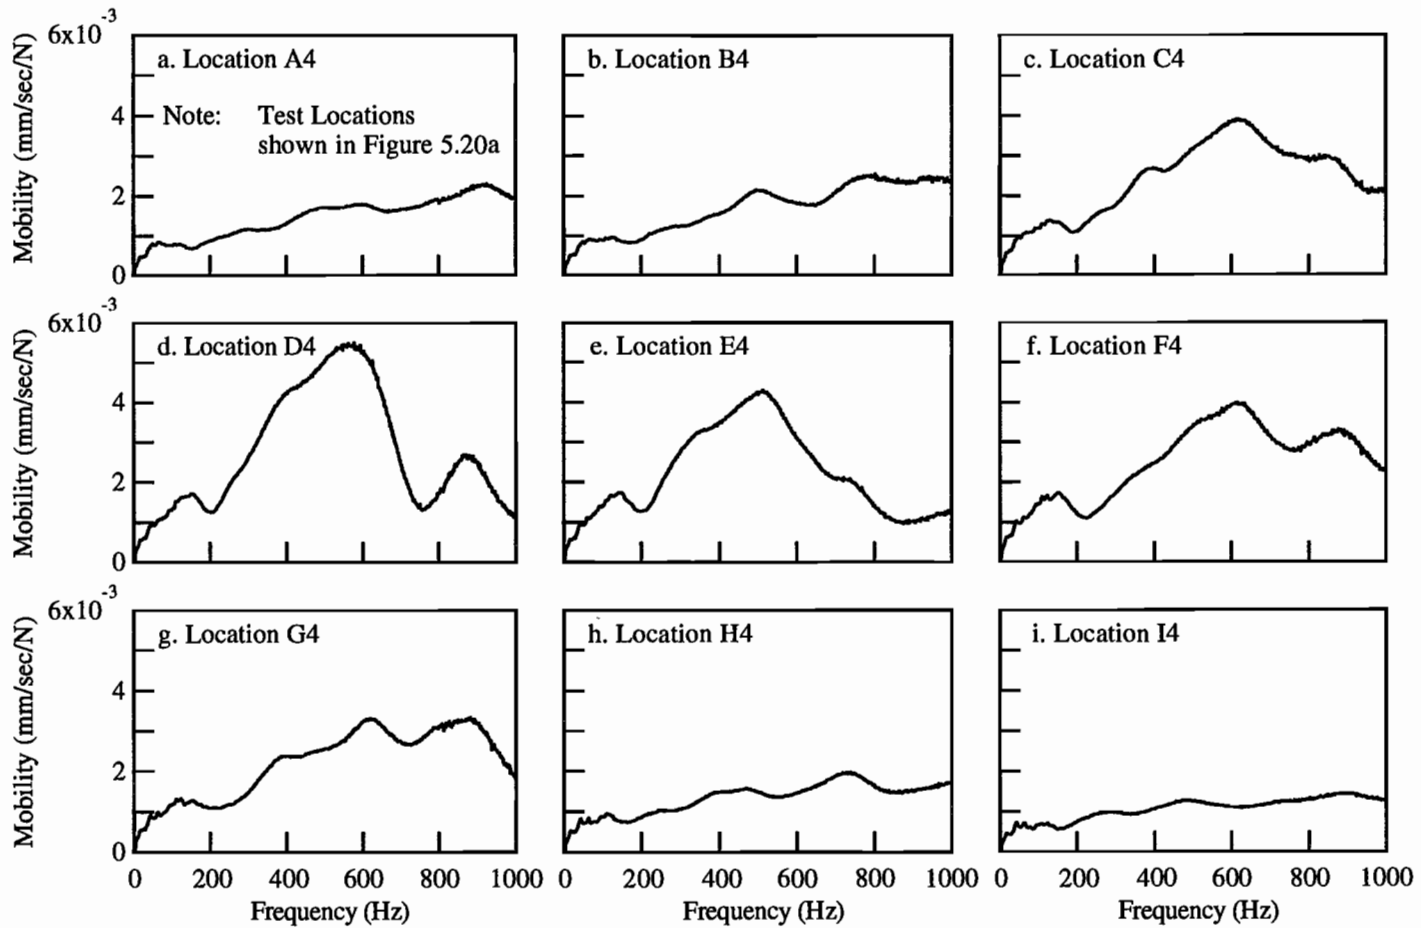 6x10-3
Mobility (mm/sec/N)
4
2
0
a. Location A4
Note: Test Locations
shown in Figure 5.20a
b. Location B4
c. Location C4
6x10-3
Mobility (mm/sec/N)
4
2
0
d. Location D4
e. Location E4
f. Location F4
6x10-3
Mobility (mm/sec/N)
4
2
0
g. Location G4
h. Location H4
i. Location I4
0 200 400 600 800 1000 0 200 400 600 800 1000 0 200 400 600 800 1000
Frequency (Hz) Frequency (Hz) Frequency (Hz)